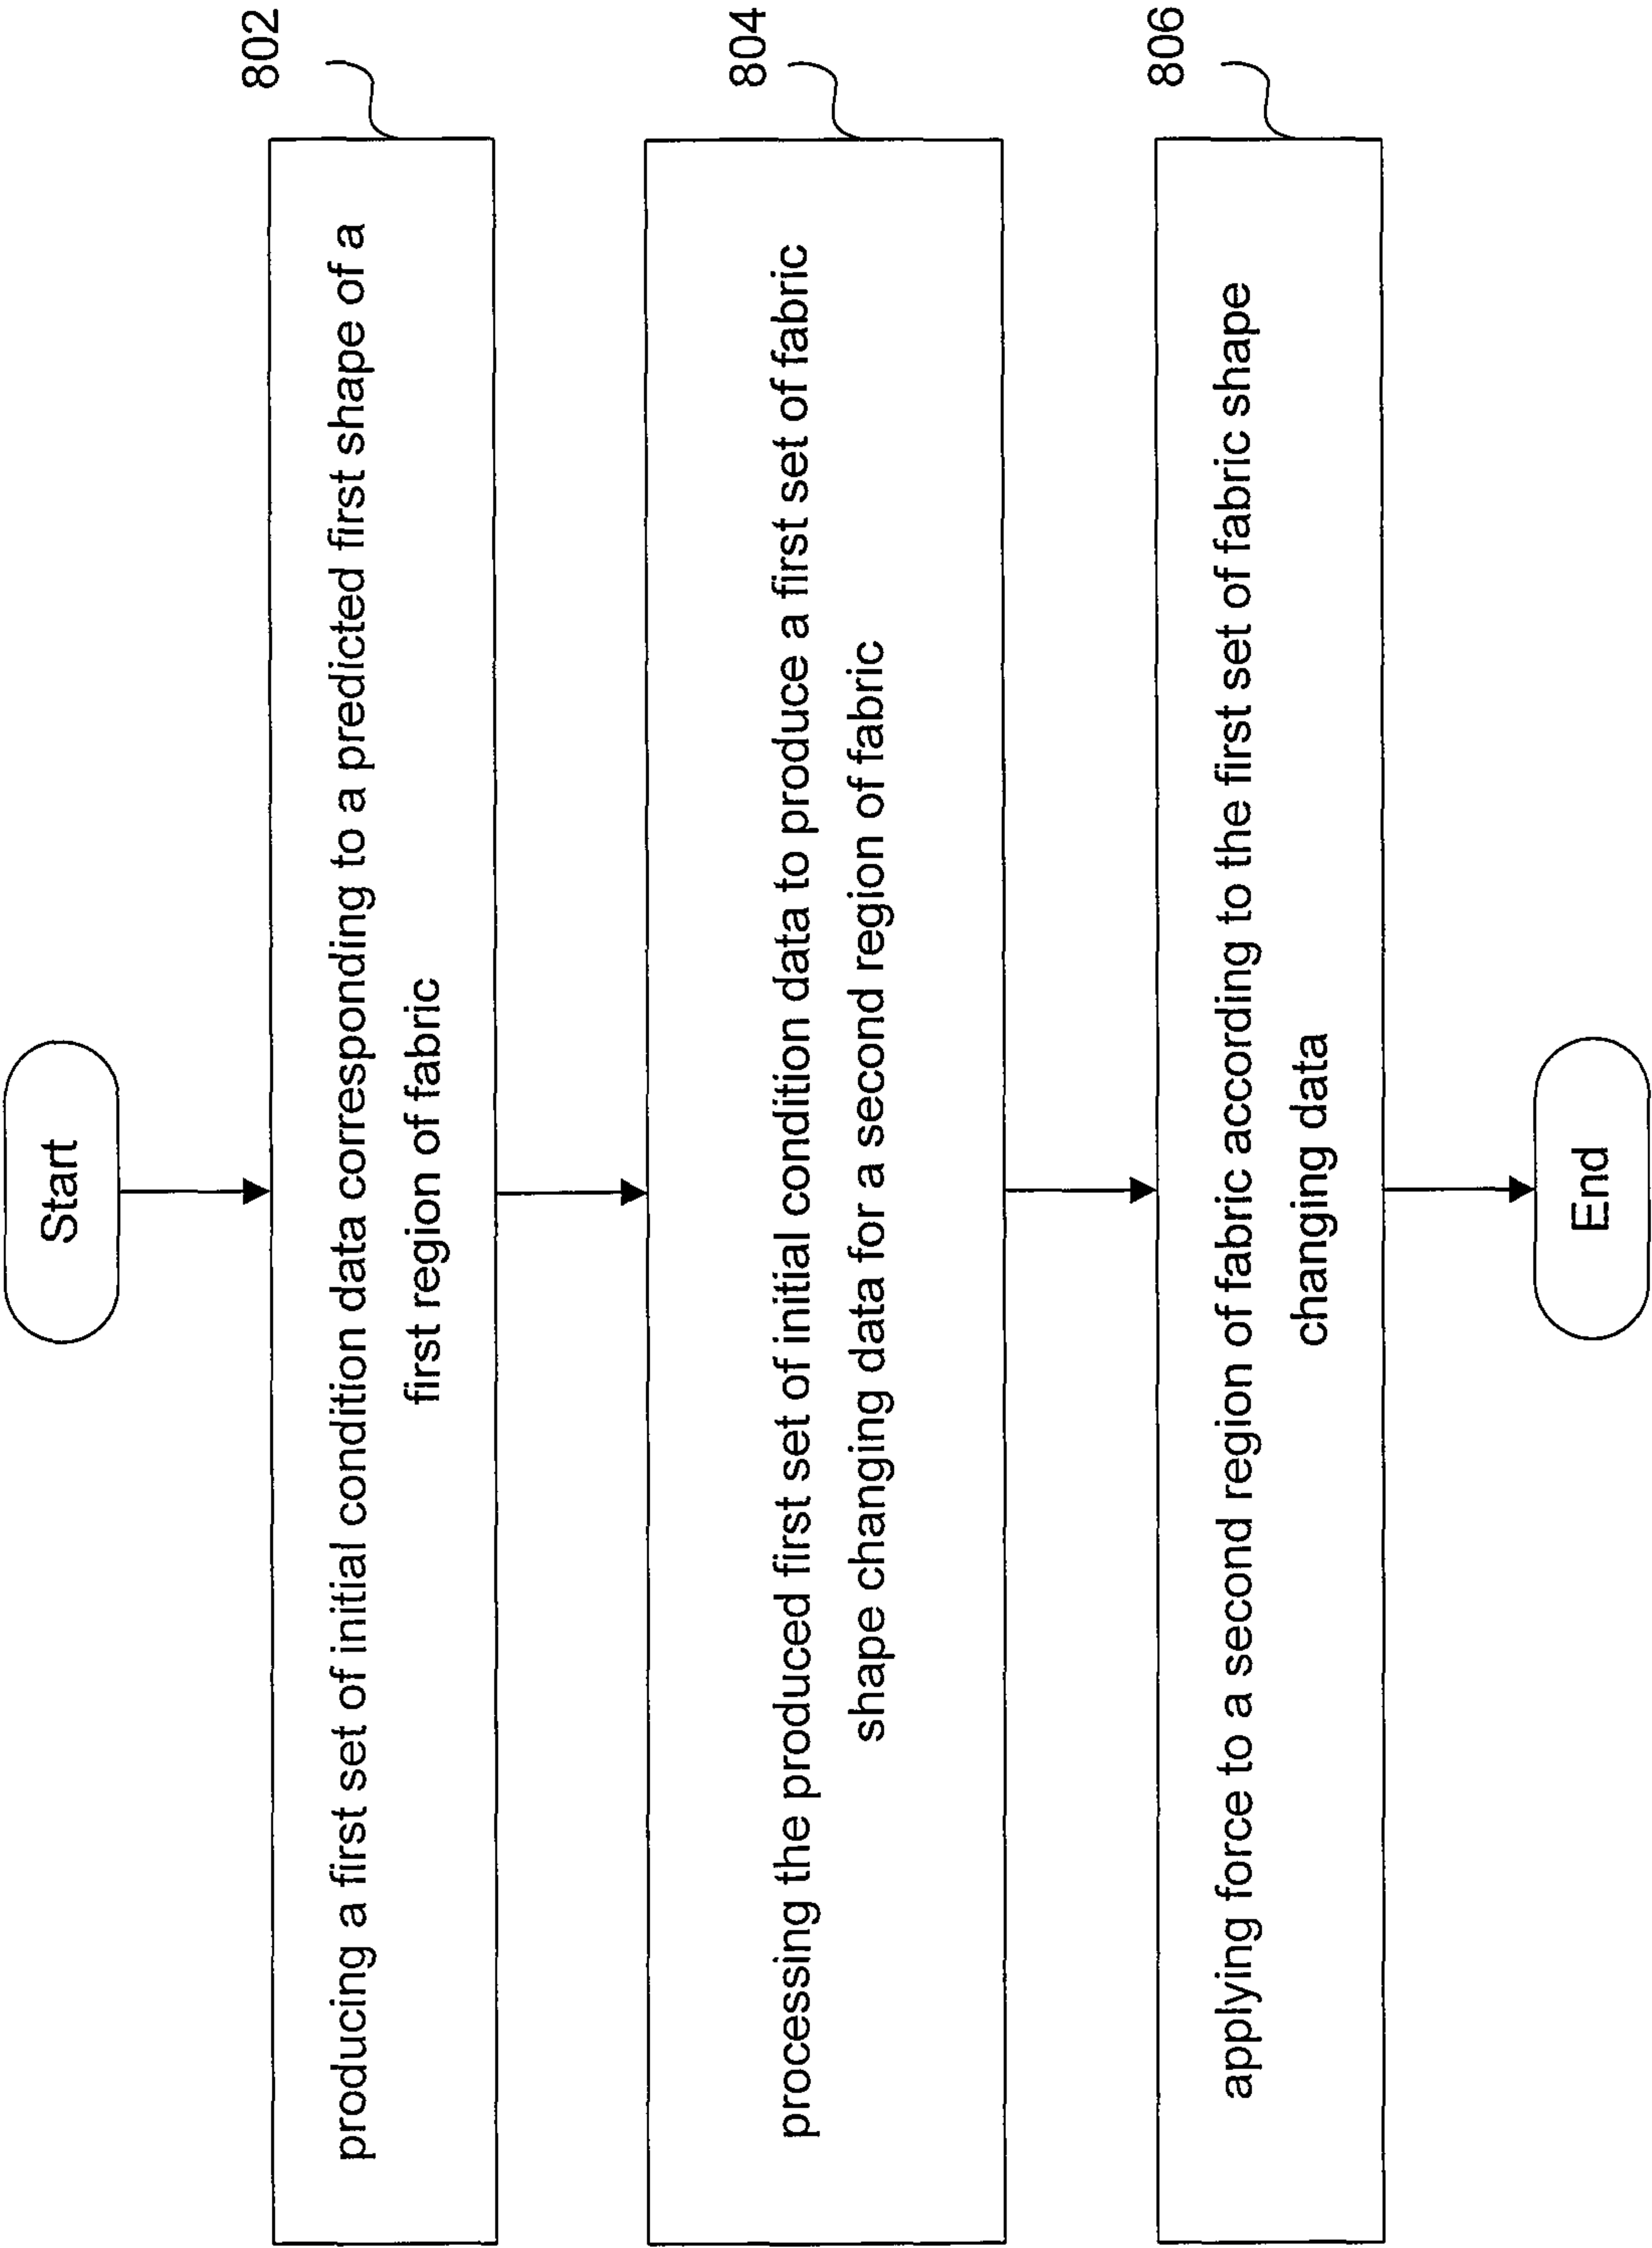 Start
802
producing a first set of initial condition data corresponding to a predicted first shape of a
first region of fabric
804
processing the produced first set of initial condition data to produce a first set of fabric
shape changing data for a second region of fabric
806
applying force to a second region of fabric according to the first set of fabric shape
changing data
End